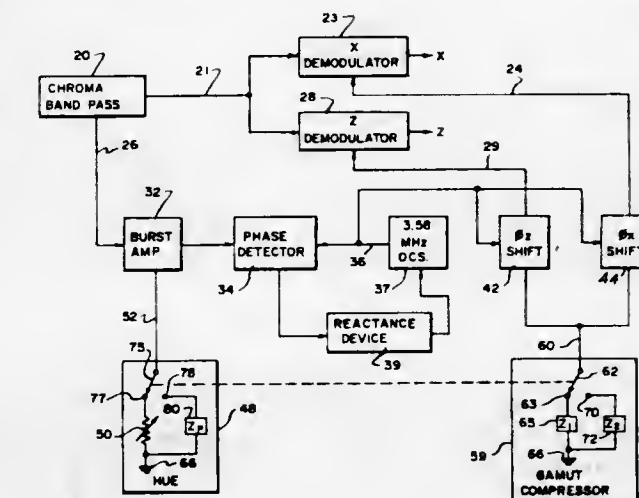 23
20
X
DEMODULATOR
X
21
24
CHROMA
BAND PASS
28
Z
DEMODULATOR
Z
26
29
32
BURST
AMP
PHASE
DETECTOR
3.58
MHz
OCS.
ØZ
SHIFT
ØX
SHIFT
36
34
37
42
44
REACTANCE
DEVICE
52
39
60
75
62
77
78
48
63
70
80
50
65
Z1
Z2
72
59
66
66
HUE
GAMUT
COMPRESSOR